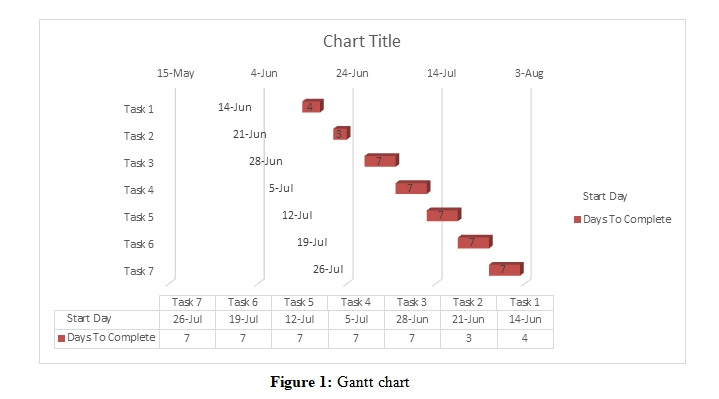 Chart Title
15-May 4-Jun 24-Jun 14-Jul 3-Aug
Task 1 14-Jun 4
Task 2 21-Jun 3
Task 3 28-Jun 7
Task 4 5-Jul 7
Task 5 12-Jul 7
Task 6 19-Jul 7
Task 7 26-Jul 7
Start Day
Days To Complete
Task 7 Task 6 Task 5 Task 4 Task 3 Task 2 Task 1
Start Day 26-Jul 19-Jul 12-Jul 5-Jul 28-Jun 21-Jun 14-Jun
Days To Complete 7 7 7 7 7 3 4
Figure 1: Gantt chart